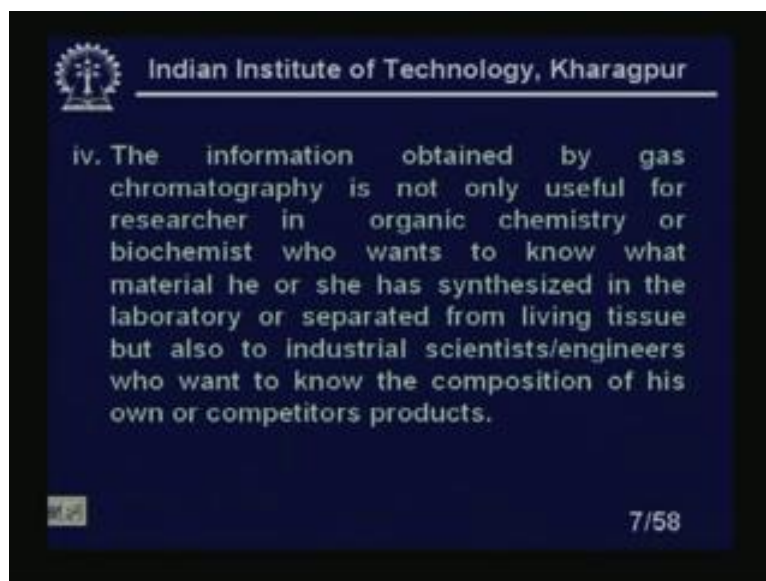 Indian Institute of Technology, Kharagpur
iv. The information obtained by gas
chromatography is not only useful for
researcher in organic chemistry or
biochemist who wants to know what
material he or she has synthesized in the
laboratory or separated from living tissue
but also to industrial scientists/engineers
who want to know the composition of his
own or competitors products.
7/58